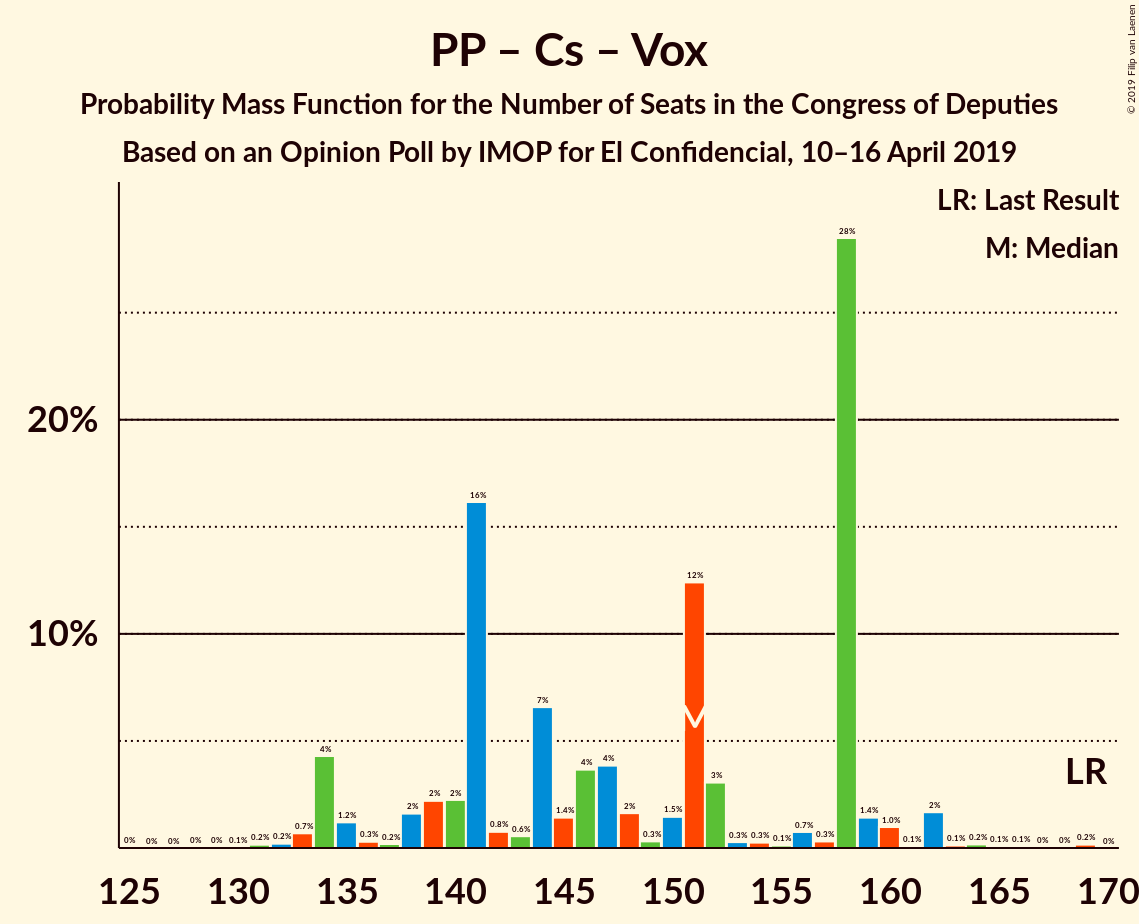 PP – Cs – Vox
Probability Mass Function for the Number of Seats in the Congress of Deputies
Based on an Opinion Poll by IMOP for El Confidencial, 10–16 April 2019
© 2019 Filip van Laenen
LR: Last Result
M: Median
28%
20%
16%
12%
10%
7%
4% 4% 4% 3%
LR
2% 2% 2% 2% 2%
0% 0% 0% 0% 0% 0.1% 0.2% 0.2% 0.7% 1.2% 0.3% 0.2% 0.8% 0.6% 1.4% 0.3% 1.5% 0.3% 0.3% 0.1% 0.7% 0.3% 1.4% 1.0% 0.1% 0.1% 0.2% 0.1% 0.1% 0% 0% 0.2% 0%
M
125 130 135 140 145 150 155 160 165 170